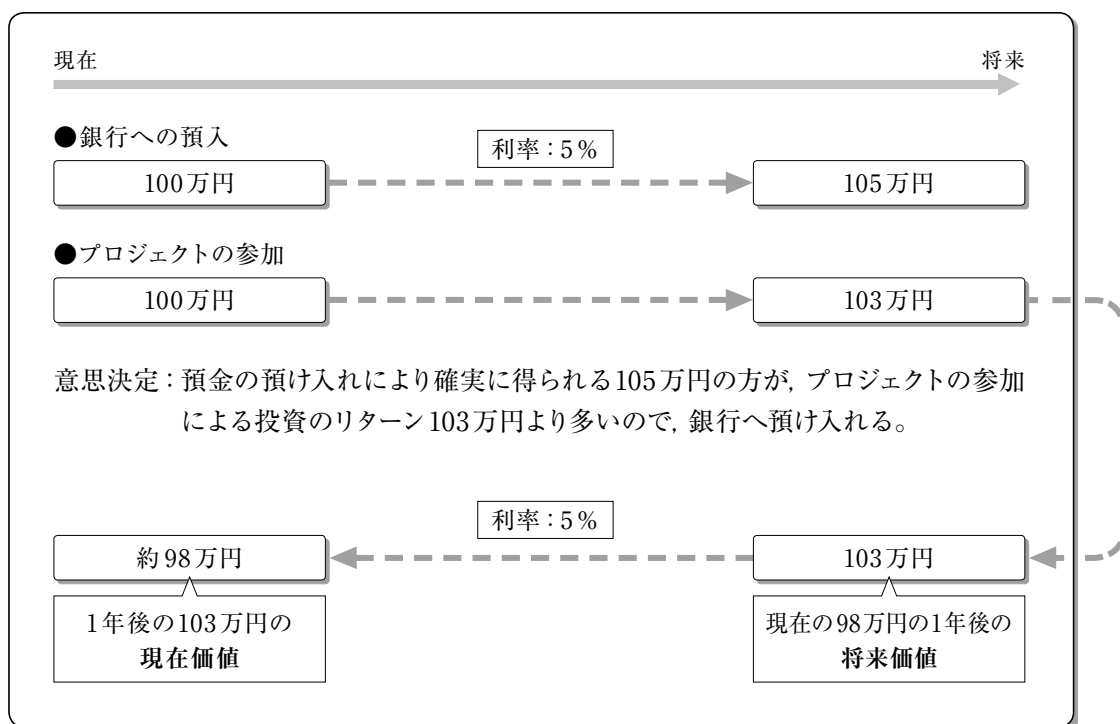 現在
将来
●銀行への預入
利率：5％
100万円
105万円
●プロジェクトの参加
100万円
103万円
意思決定：預金の預け入れにより確実に得られる105万円の方が，プロジェクトの参加
による投資のリターン103万円より多いので，銀行へ預け入れる。
利率：5％
約98万円
103万円
1年後の103万円の
現在価値
現在の98万円の1年後の
将来価値